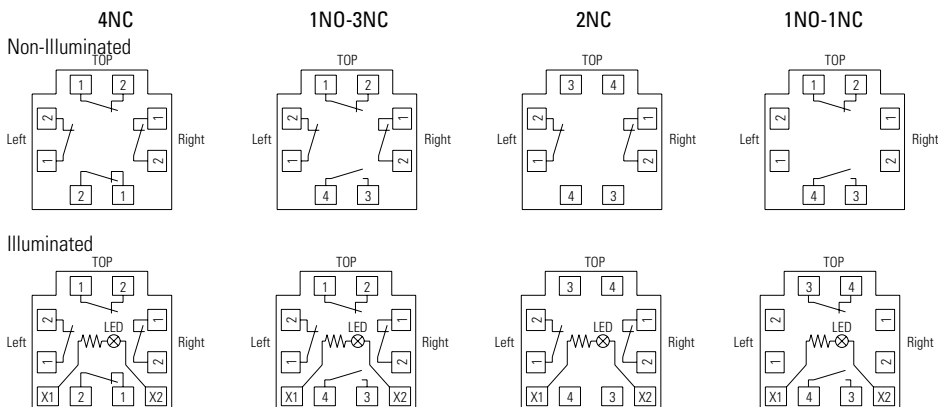 4NC 1NO-3NC 2NC 1NO-1NC
Non-Illuminated
TOP TOP TOP TOP
1 2 1 2 3 4 1 2
2 1 2 1 2 1 2 1
Left Right Left Right Left Right Left Right
1 2 1 2 1 2 1 2
2 1 4 3 4 3 4 3
Illuminated
TOP TOP TOP TOP
1 2 1 2 3 4 3 4
2 LED 1 2 LED 1 2 LED 1 2 LED 1
Left Right Left Right Left Right Left Right
1 2 1 2 1 2 1 2
X1 2 1 X2 X1 4 3 X2 X1 4 3 X2 X1 4 3 X2